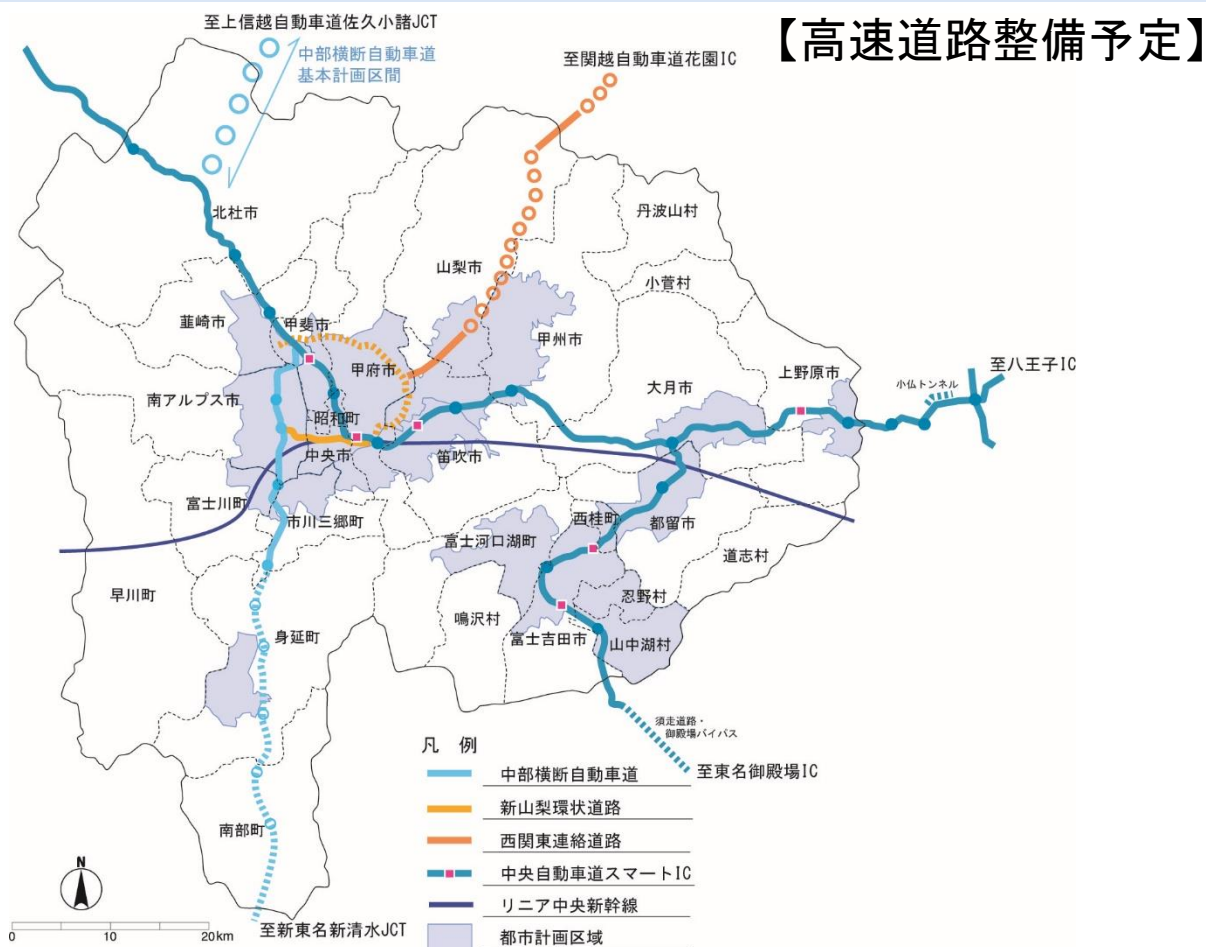 【高速道路整備予定】
至上信越自動車道佐久小諸JCT
中部横断自動車道
基本計画区間
至関越自動車道花園IC
北杜市
丹波山村
山梨市
小菅村
韮崎市
甲斐市
甲州市
甲府市
大月市
上野原市
小仏トンネル
至八王子IC
南アルプス市
昭和町
中央市
笛吹市
富士川町
市川三郷町
西桂町
都留市
富士河口湖町
道志村
早川町
忍野村
鳴沢村
身延町
富士吉田市
山中湖村
須走道路・
御殿場バイパス
至東名御殿場IC
南部町
至新東名新清水JCT
凡 例
中部横断自動車道
新山梨環状道路
西関東連絡道路
中央自動車道スマートIC
リニア中央新幹線
都市計画区域
N
0 10 20km